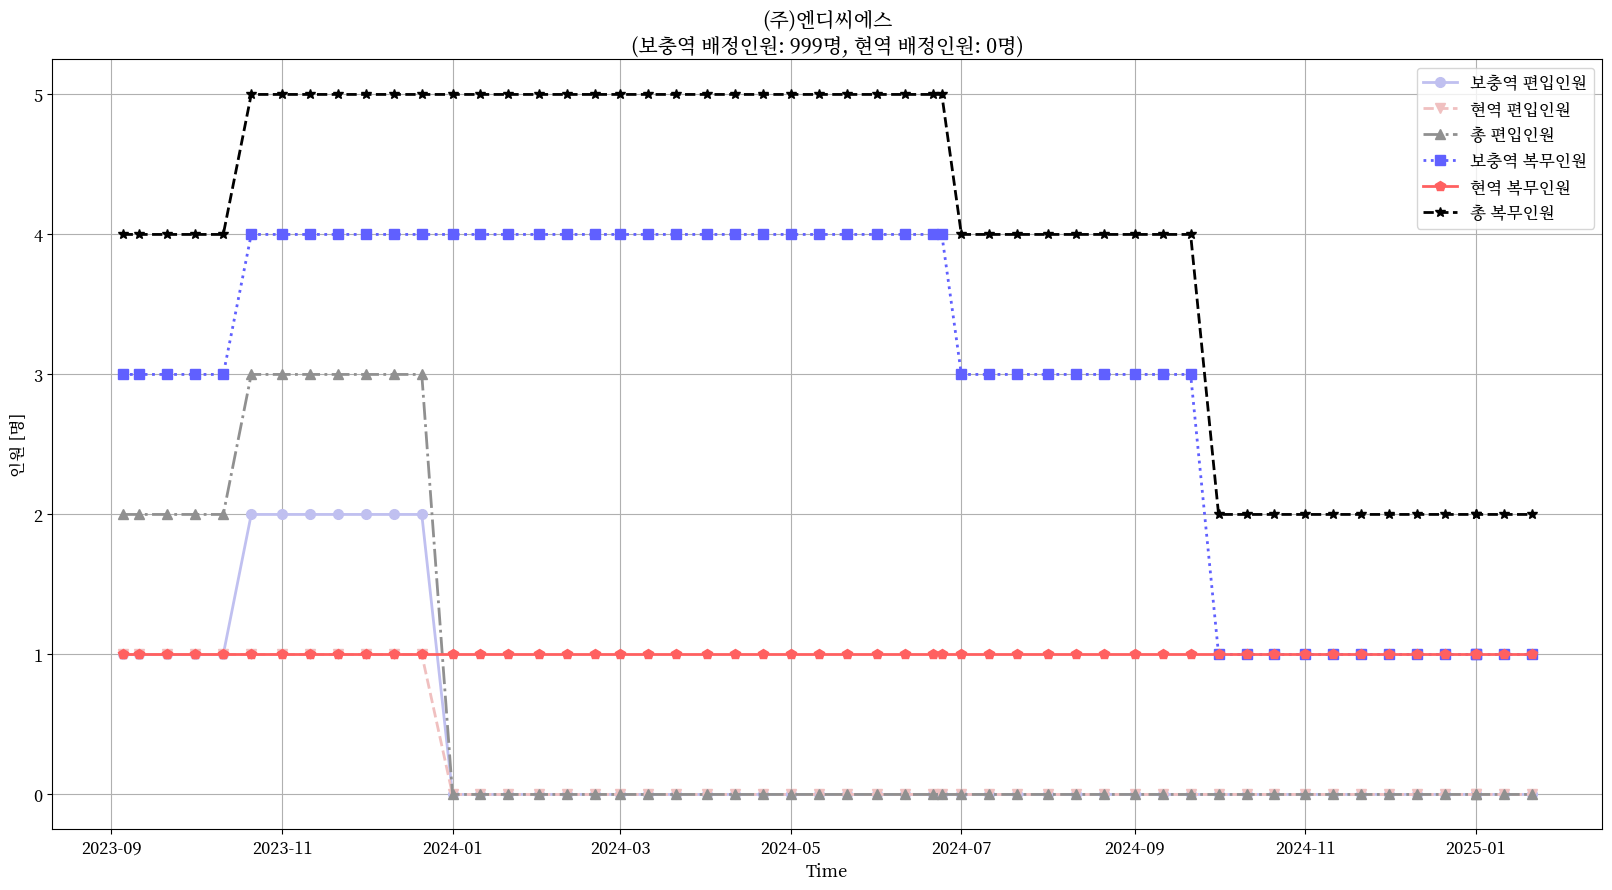 (주)엔디씨에스
(보충역 배정인원: 999명, 현역 배정인원: 0명)
보충역 편입인원
현역 편입인원
총 편입인원
보충역 복무인원
현역 복무인원
총 복무인원
인원 [명]
5
4
3
2
1
0
2023-09 2023-11 2024-01 2024-03 2024-05 2024-07 2024-09 2024-11 2025-01
Time